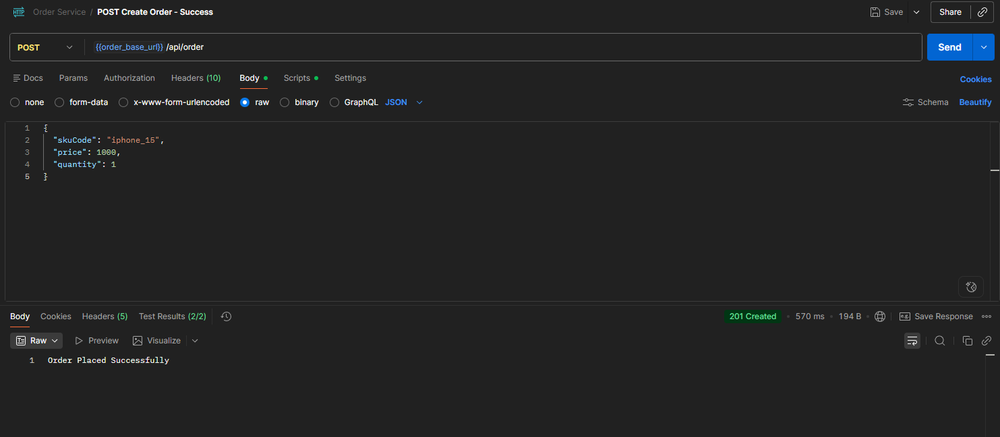 HTTP Order Service / POST Create Order - Success Save Share
POST {{order_base_url}} /api/order Send
Docs Params Authorization Headers (10) Body Scripts Settings Cookies
none form-data x-www-form-urlencoded raw binary GraphQL JSON Schema Beautify
1 {
2 "skuCode": "iphone_15",
3 "price": 1000,
4 "quantity": 1
5 }
Body Cookies Headers (5) Test Results (2/2) 201 Created • 570 ms • 194 B • e.g. Save Response
Raw Preview Visualize
1 Order Placed Successfully